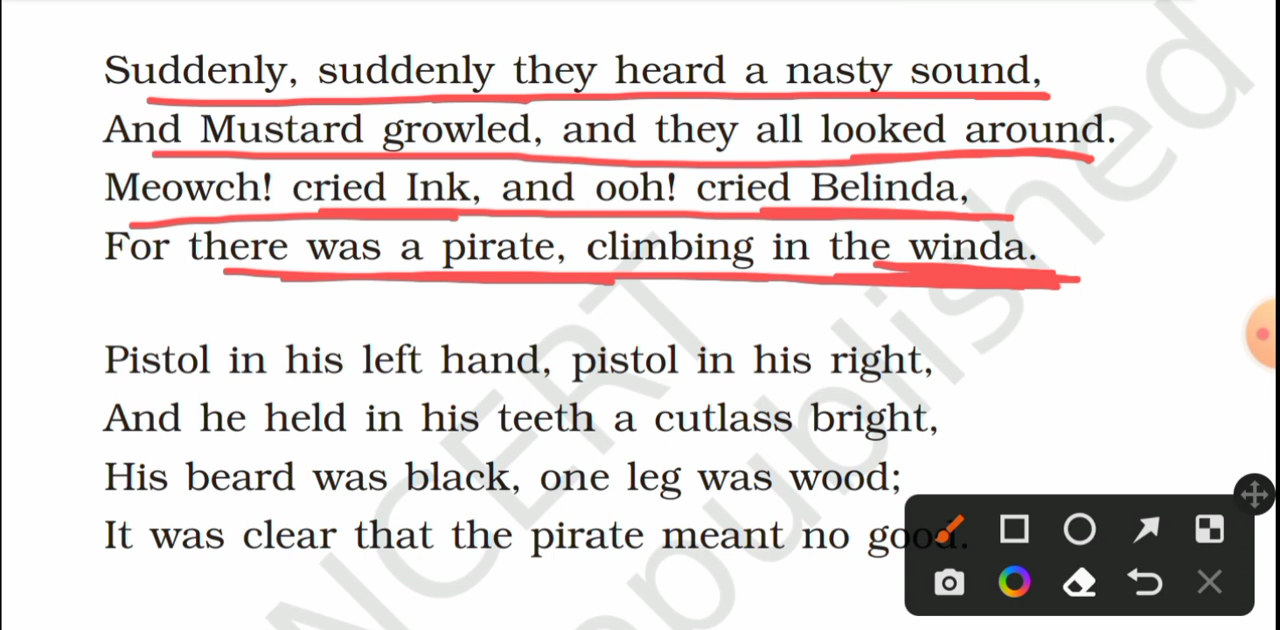 Suddenly, suddenly they heard a nasty sound,
And Mustard growled, and they all looked around.
Meowch! cried Ink, and ooh! cried Belinda,
For there was a pirate, climbing in the winda.
Pistol in his left hand, pistol in his right,
And he held in his teeth a cutlass bright,
His beard was black, one leg was wood;
It was clear that the pirate meant no good.
NCERT
republished